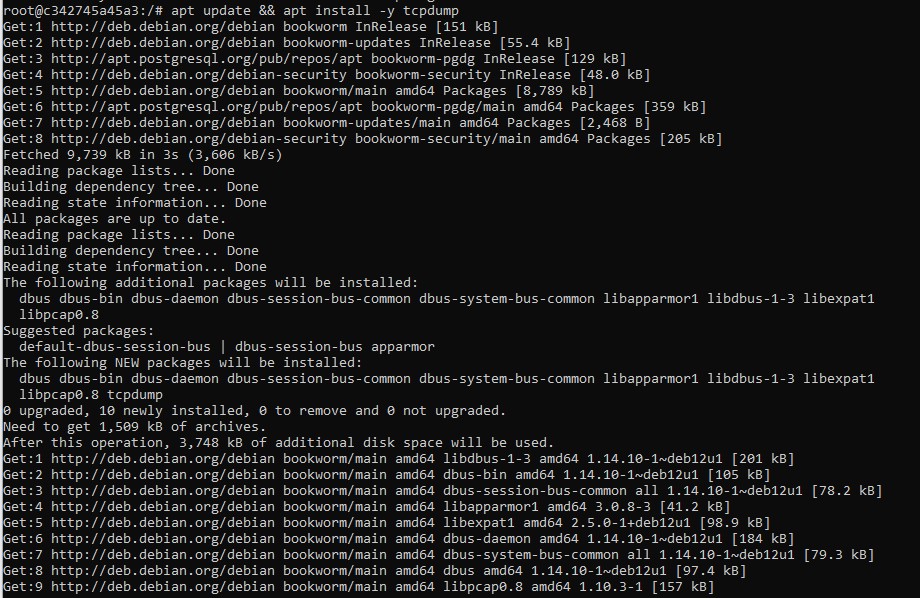 root@c342745a45a3:/# apt update && apt install -y tcpdump
Get:1 http://deb.debian.org/debian bookworm InRelease [151 kB]
Get:2 http://deb.debian.org/debian bookworm-updates InRelease [55.4 kB]
Get:3 http://apt.postgresql.org/pub/repos/apt bookworm-pgdg InRelease [129 kB]
Get:4 http://deb.debian.org/debian-security bookworm-security InRelease [48.0 kB]
Get:5 http://deb.debian.org/debian bookworm/main amd64 Packages [8,789 kB]
Get:6 http://apt.postgresql.org/pub/repos/apt bookworm-pgdg/main amd64 Packages [359 kB]
Get:7 http://deb.debian.org/debian bookworm-updates/main amd64 Packages [2,468 B]
Get:8 http://deb.debian.org/debian-security bookworm-security/main amd64 Packages [205 kB]
Fetched 9,739 kB in 3s (3,606 kB/s)
Reading package lists... Done
Building dependency tree... Done
Reading state information... Done
All packages are up to date.
Reading package lists... Done
Building dependency tree... Done
Reading state information... Done
The following additional packages will be installed:
  dbus dbus-bin dbus-daemon dbus-session-bus-common dbus-system-bus-common libapparmor1 libdbus-1-3 libexpat1
  libpcap0.8
Suggested packages:
  default-dbus-session-bus | dbus-session-bus apparmor
The following NEW packages will be installed:
  dbus dbus-bin dbus-daemon dbus-session-bus-common dbus-system-bus-common libapparmor1 libdbus-1-3 libexpat1
  libpcap0.8 tcpdump
0 upgraded, 10 newly installed, 0 to remove and 0 not upgraded.
Need to get 1,509 kB of archives.
After this operation, 3,748 kB of additional disk space will be used.
Get:1 http://deb.debian.org/debian bookworm/main amd64 libdbus-1-3 amd64 1.14.10-1~deb12u1 [201 kB]
Get:2 http://deb.debian.org/debian bookworm/main amd64 dbus-bin amd64 1.14.10-1~deb12u1 [105 kB]
Get:3 http://deb.debian.org/debian bookworm/main amd64 dbus-session-bus-common all 1.14.10-1~deb12u1 [78.2 kB]
Get:4 http://deb.debian.org/debian bookworm/main amd64 libapparmor1 amd64 3.0.8-3 [41.2 kB]
Get:5 http://deb.debian.org/debian bookworm/main amd64 libexpat1 amd64 2.5.0-1+deb12u1 [98.9 kB]
Get:6 http://deb.debian.org/debian bookworm/main amd64 dbus-daemon amd64 1.14.10-1~deb12u1 [184 kB]
Get:7 http://deb.debian.org/debian bookworm/main amd64 dbus-system-bus-common all 1.14.10-1~deb12u1 [79.3 kB]
Get:8 http://deb.debian.org/debian bookworm/main amd64 dbus amd64 1.14.10-1~deb12u1 [97.4 kB]
Get:9 http://deb.debian.org/debian bookworm/main amd64 libpcap0.8 amd64 1.10.3-1 [157 kB]